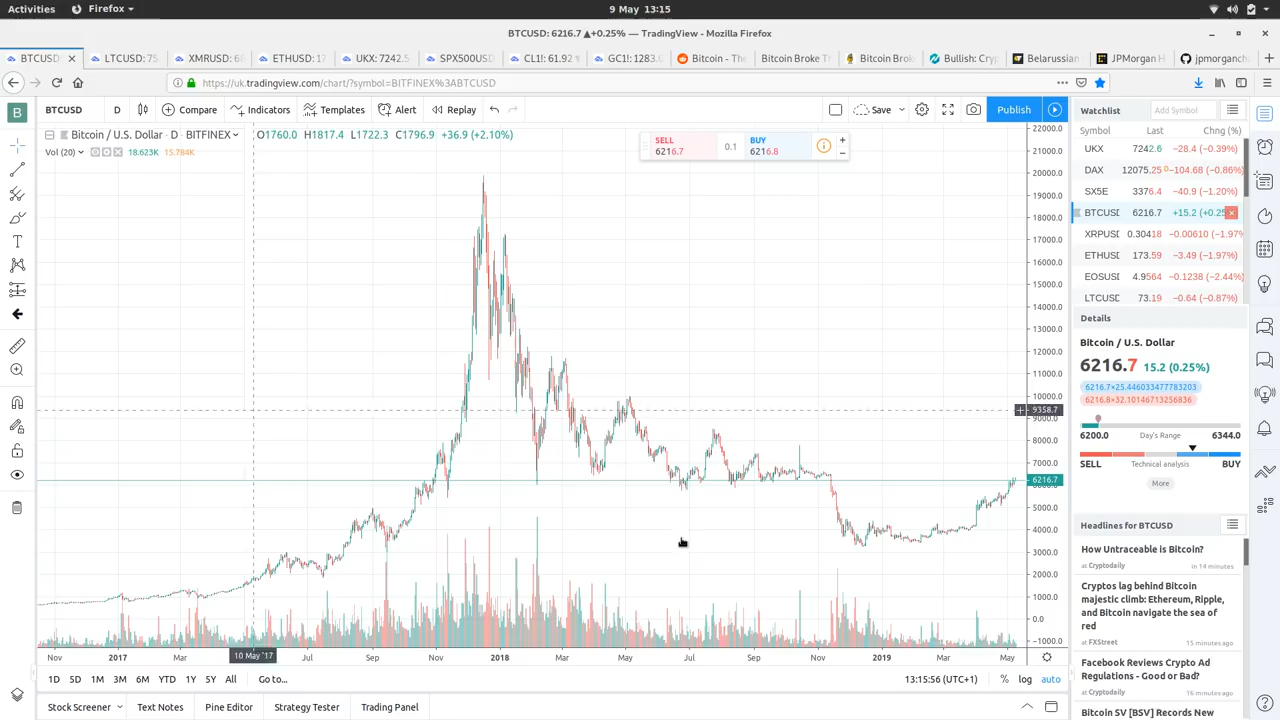 Activities Firefox 9 May 13:15
BTCUSD: 6216.7 ▲+0.25% — TradingView - Mozilla Firefox
BTCUSD: LTCUSD: 75 XMRUSD: 68 ETHUSD: 17 UKX: 7242.5 SPX500USD CL1!: 61.92 GC1!: 1283.0 Bitcoin - The Bitcoin Broke T Bitcoin Brok Bullish: Cryp Belarussian JPMorgan H jpmorganch
https://uk.tradingview.com/chart/?symbol=BITFINEX%3ABTCUSD
B BTCUSD D Compare Indicators Templates Alert Replay Save Publish
Bitcoin / U.S. Dollar · D · BITFINEX O1760.0 H1817.4 L1722.3 C1796.9 +36.9 (+2.10%)
Vol (20) 18.623K 15.784K
SELL
6216.7
0.1
BUY
6216.8
22000.0
21000.0
20000.0
19000.0
18000.0
17000.0
16000.0
15000.0
14000.0
13000.0
12000.0
11000.0
10000.0
9358.7
8000.0
7000.0
6216.7
5000.0
4000.0
3000.0
2000.0
1000.0
0.0
−1000.0
Nov 2017 Mar 10 May '17 Jul Sep Nov 2018 Mar May Jul Sep Nov 2019 Mar May
1D 5D 1M 3M 6M YTD 1Y 5Y All Go to... 13:15:56 (UTC+1) % log auto
Stock Screener Text Notes Pine Editor Strategy Tester Trading Panel
Watchlist Add Symbol
Symbol Last Chng (%)
UKX 7242.6 −28.4 (−0.39%)
DAX 12075.25 −104.68 (−0.86%)
SX5E 3376.4 −40.9 (−1.20%)
BTCUSD 6216.7 +15.2 (+0.25
XRPUSD 0.30418 −0.00610 (−1.97%
ETHUSD 173.59 −3.49 (−1.97%)
EOSUSD 4.9564 −0.1238 (−2.44%)
LTCUSD 73.19 −0.64 (−0.87%)
Details
Bitcoin / U.S. Dollar
6216.7 15.2 (0.25%)
6216.7×25.446033477783203
6216.8×32.10146713256836
6200.0 Day's Range 6344.0
SELL Technical analysis BUY
More
Headlines for BTCUSD
How Untraceable is Bitcoin?
at Cryptodaily in 14 minutes
Cryptos lag behind Bitcoin
majestic climb: Ethereum, Ripple,
and Bitcoin navigate the sea of
red
at FXStreet 15 minutes ago
Facebook Reviews Crypto Ad
Regulations - Good or Bad?
at Cryptodaily 16 minutes ago
Bitcoin SV [BSV] Records New